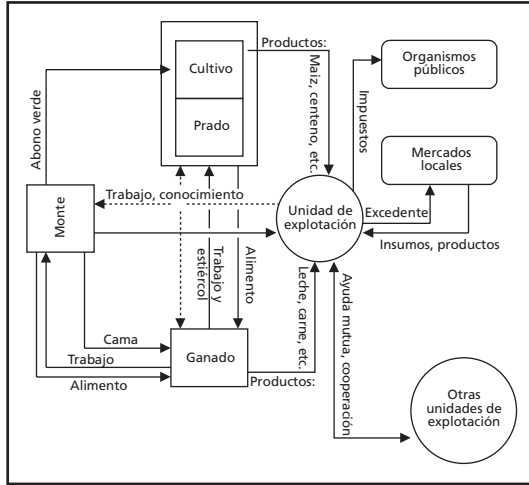 Productos:
Maiz, centeno, etc.
Cultivo
Prado
Abono verde
Impuestos
Organismos
públicos
Mercados
locales
Trabajo, conocimiento
Unidad de
explotación
Excedente
Insumos, productos
Monte
Trabajo y
estiércol
Alimento
Leche, carne, etc.
Ayuda mutua, cooperación
Cama
Trabajo
Alimento
Ganado
Productos:
Otras
unidades de
explotación